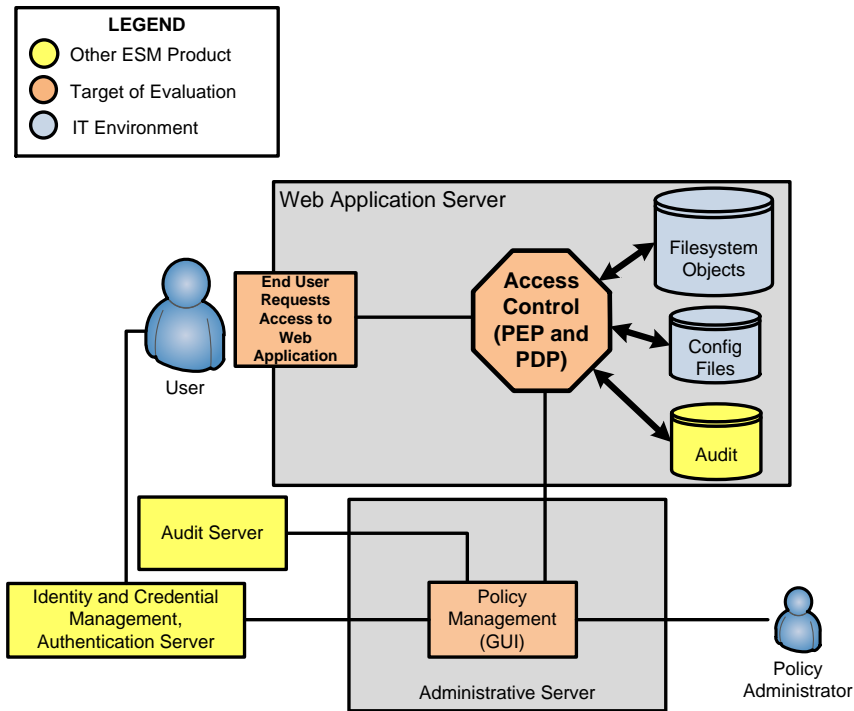 LEGEND
Other ESM Product
Target of Evaluation
IT Environment
Web Application Server
Filesystem
Objects
End User
Requests
Access to
Web
Application
Access
Control
(PEP and
PDP)
Config
Files
User
Audit
Audit Server
Identity and Credential
Management,
Authentication Server
Policy
Management
(GUI)
Policy
Administrator
Administrative Server